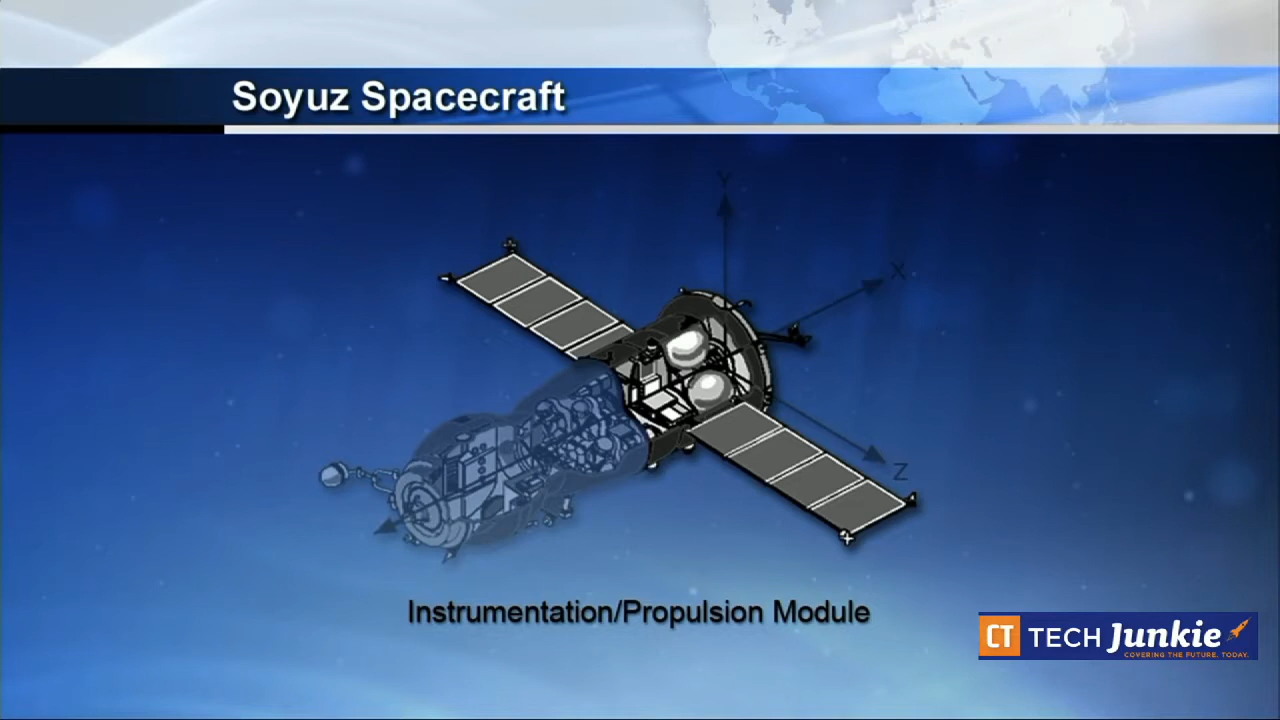 Soyuz Spacecraft
Y
X
Z
Instrumentation/Propulsion Module
CT TECH Junkie
COVERING THE FUTURE. TODAY.